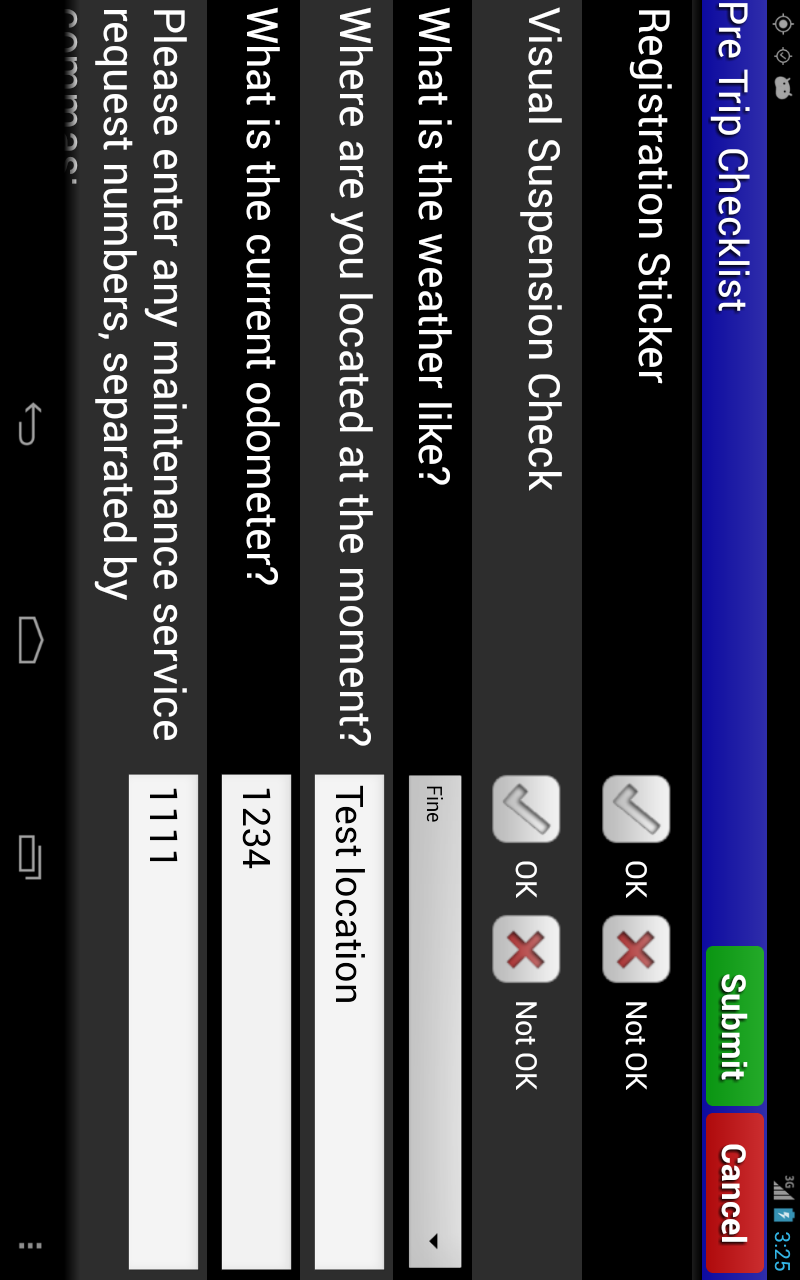 3G 3:25
Pre Trip Checklist Submit Cancel
Registration Sticker OK Not OK
Visual Suspension Check OK Not OK
What is the weather like? Fine
Where are you located at the moment? Test location
What is the current odometer? 1234
Please enter any maintenance service 1111
request numbers, separated by
commas: